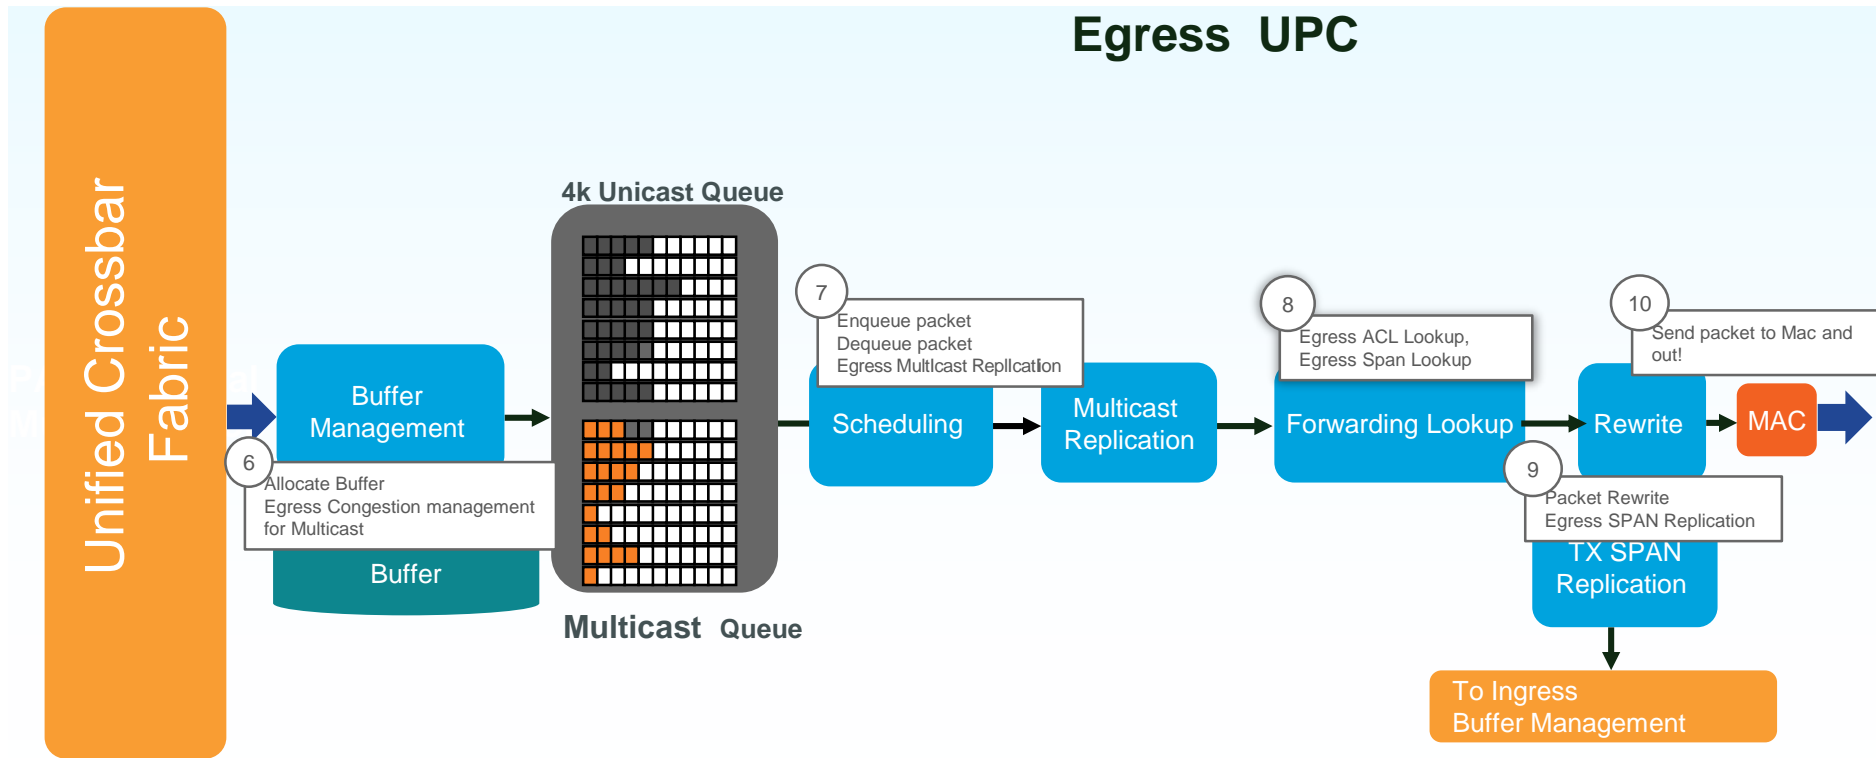 Egress UPC
Unified Crossbar
Fabric
4k Unicast Queue
Multicast Queue
Buffer
Management
6
Allocate Buffer
Egress Congestion management
for Multicast
Buffer
7
Enqueue packet
Dequeue packet
Egress Multicast Replication
Scheduling
Multicast
Replication
8
Egress ACL Lookup,
Egress Span Lookup
Forwarding Lookup
9
Packet Rewrite
Egress SPAN Replication
10
Send packet to Mac and
out!
Rewrite
MAC
TX SPAN
Replication
To Ingress
Buffer Management